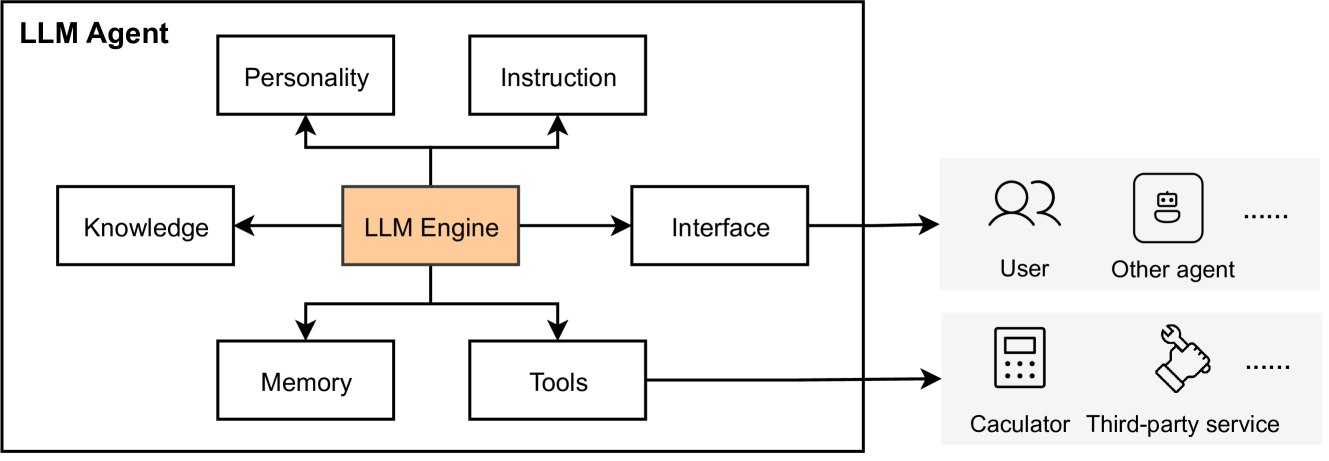 LLM Agent
Personality
Instruction
Knowledge
LLM Engine
Interface
Memory
Tools
User
Other agent
......
Caculator
Third-party service
......